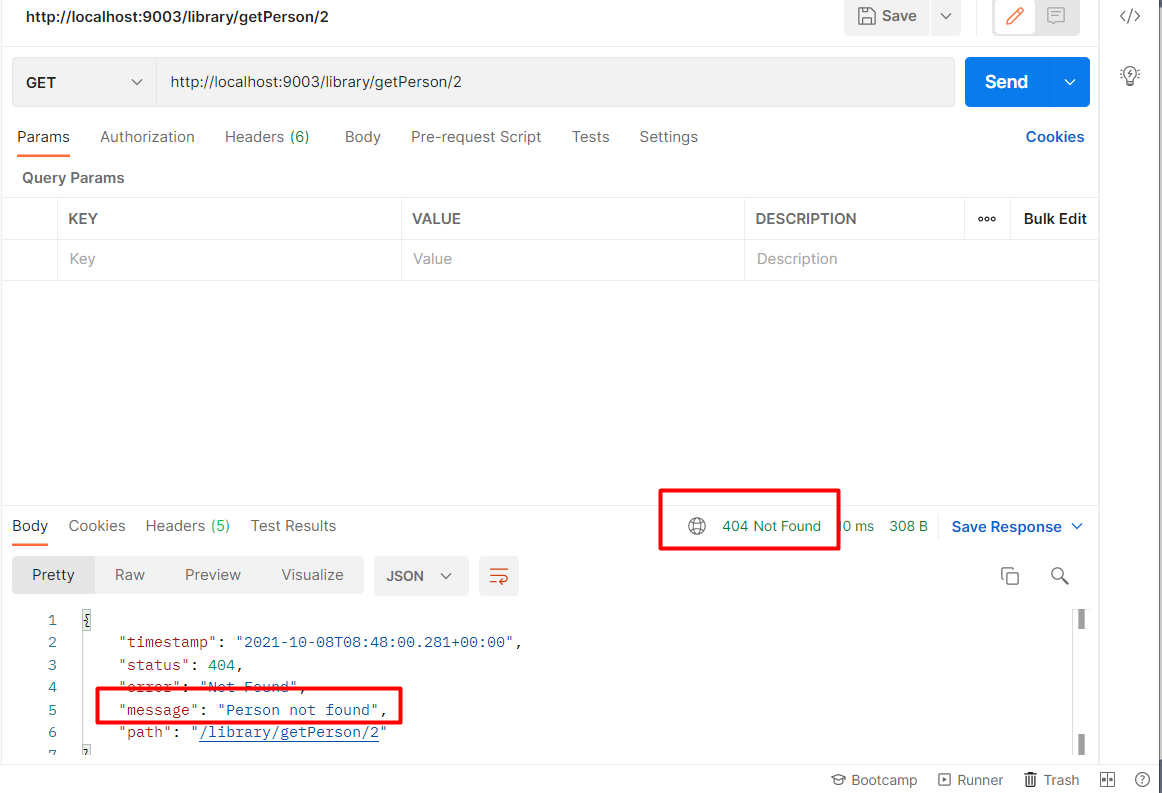 http://localhost:9003/library/getPerson/2
Save
GET
http://localhost:9003/library/getPerson/2
Send
Params Authorization Headers (6) Body Pre-request Script Tests Settings Cookies
Query Params
KEY VALUE DESCRIPTION ooo Bulk Edit
Key Value Description
Body Cookies Headers (5) Test Results 404 Not Found 0 ms 308 B Save Response
Pretty Raw Preview Visualize JSON
1 {
2 "timestamp": "2021-10-08T08:48:00.281+00:00",
3 "status": 404,
4 "error": "Not Found",
5 "message": "Person not found",
6 "path": "/library/getPerson/2"
7 }
Bootcamp Runner Trash